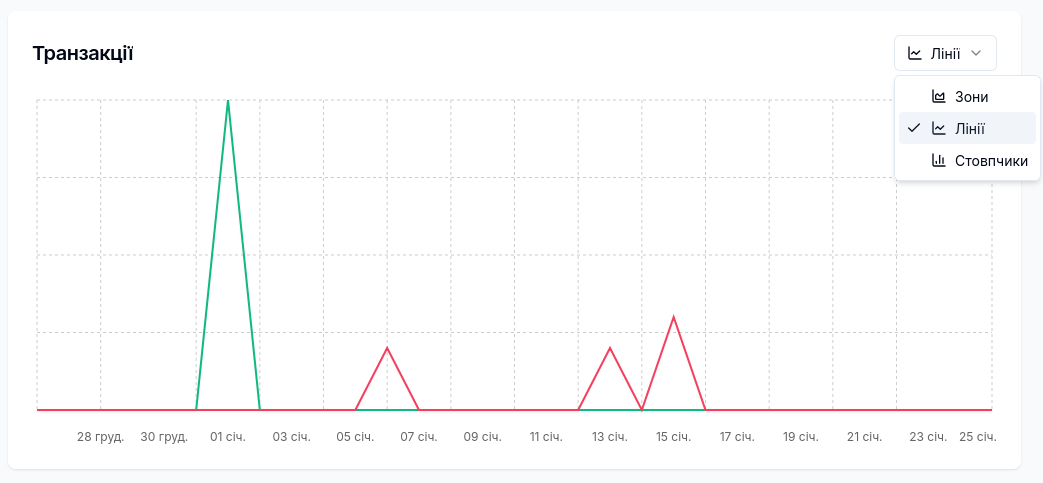 Транзакції
Лінії
Зони
Лінії
Стовпчики
28 груд. 30 груд. 01 січ. 03 січ. 05 січ. 07 січ. 09 січ. 11 січ. 13 січ. 15 січ. 17 січ. 19 січ. 21 січ. 23 січ. 25 січ.